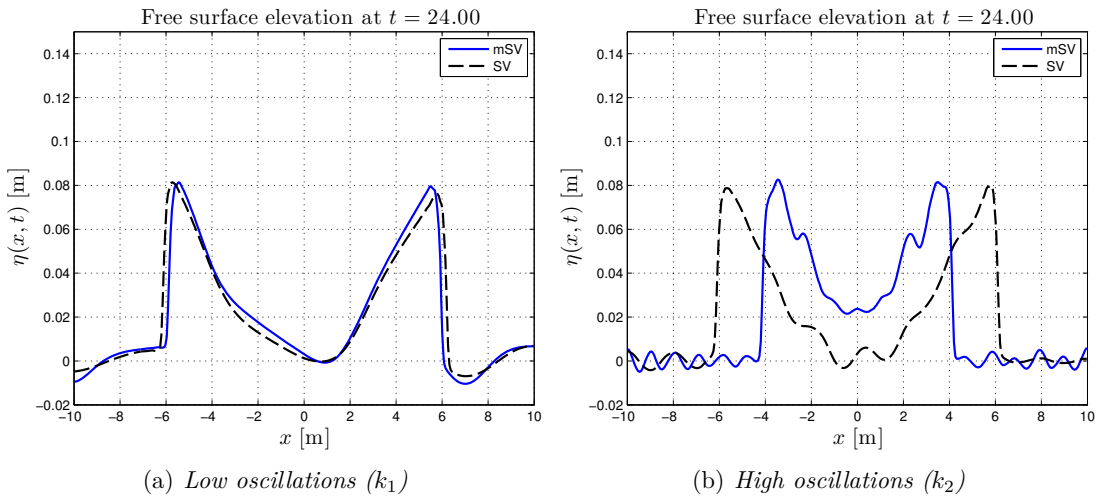 Free surface elevation at t = 24.00
mSV
SV
0.14
0.12
0.1
0.08
0.06
0.04
0.02
0
−0.02
η(x, t) [m]
−10 −8 −6 −4 −2 0 2 4 6 8 10
x [m]
(a) Low oscillations (k₁)
Free surface elevation at t = 24.00
mSV
SV
0.14
0.12
0.1
0.08
0.06
0.04
0.02
0
−0.02
η(x, t) [m]
−10 −8 −6 −4 −2 0 2 4 6 8 10
x [m]
(b) High oscillations (k₂)